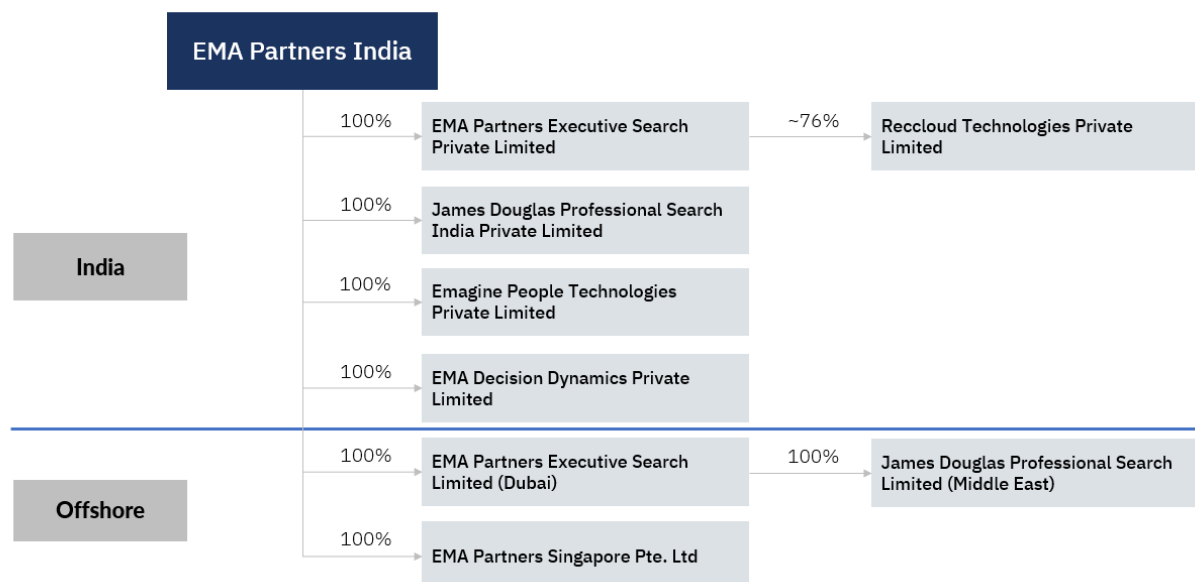 EMA Partners India
100%
EMA Partners Executive Search
Private Limited
~76%
Reccloud Technologies Private
Limited
100%
James Douglas Professional Search
India Private Limited
India
100%
Emagine People Technologies
Private Limited
100%
EMA Decision Dynamics Private
Limited
100%
EMA Partners Executive Search
Limited (Dubai)
100%
James Douglas Professional Search
Limited (Middle East)
Offshore
100%
EMA Partners Singapore Pte. Ltd